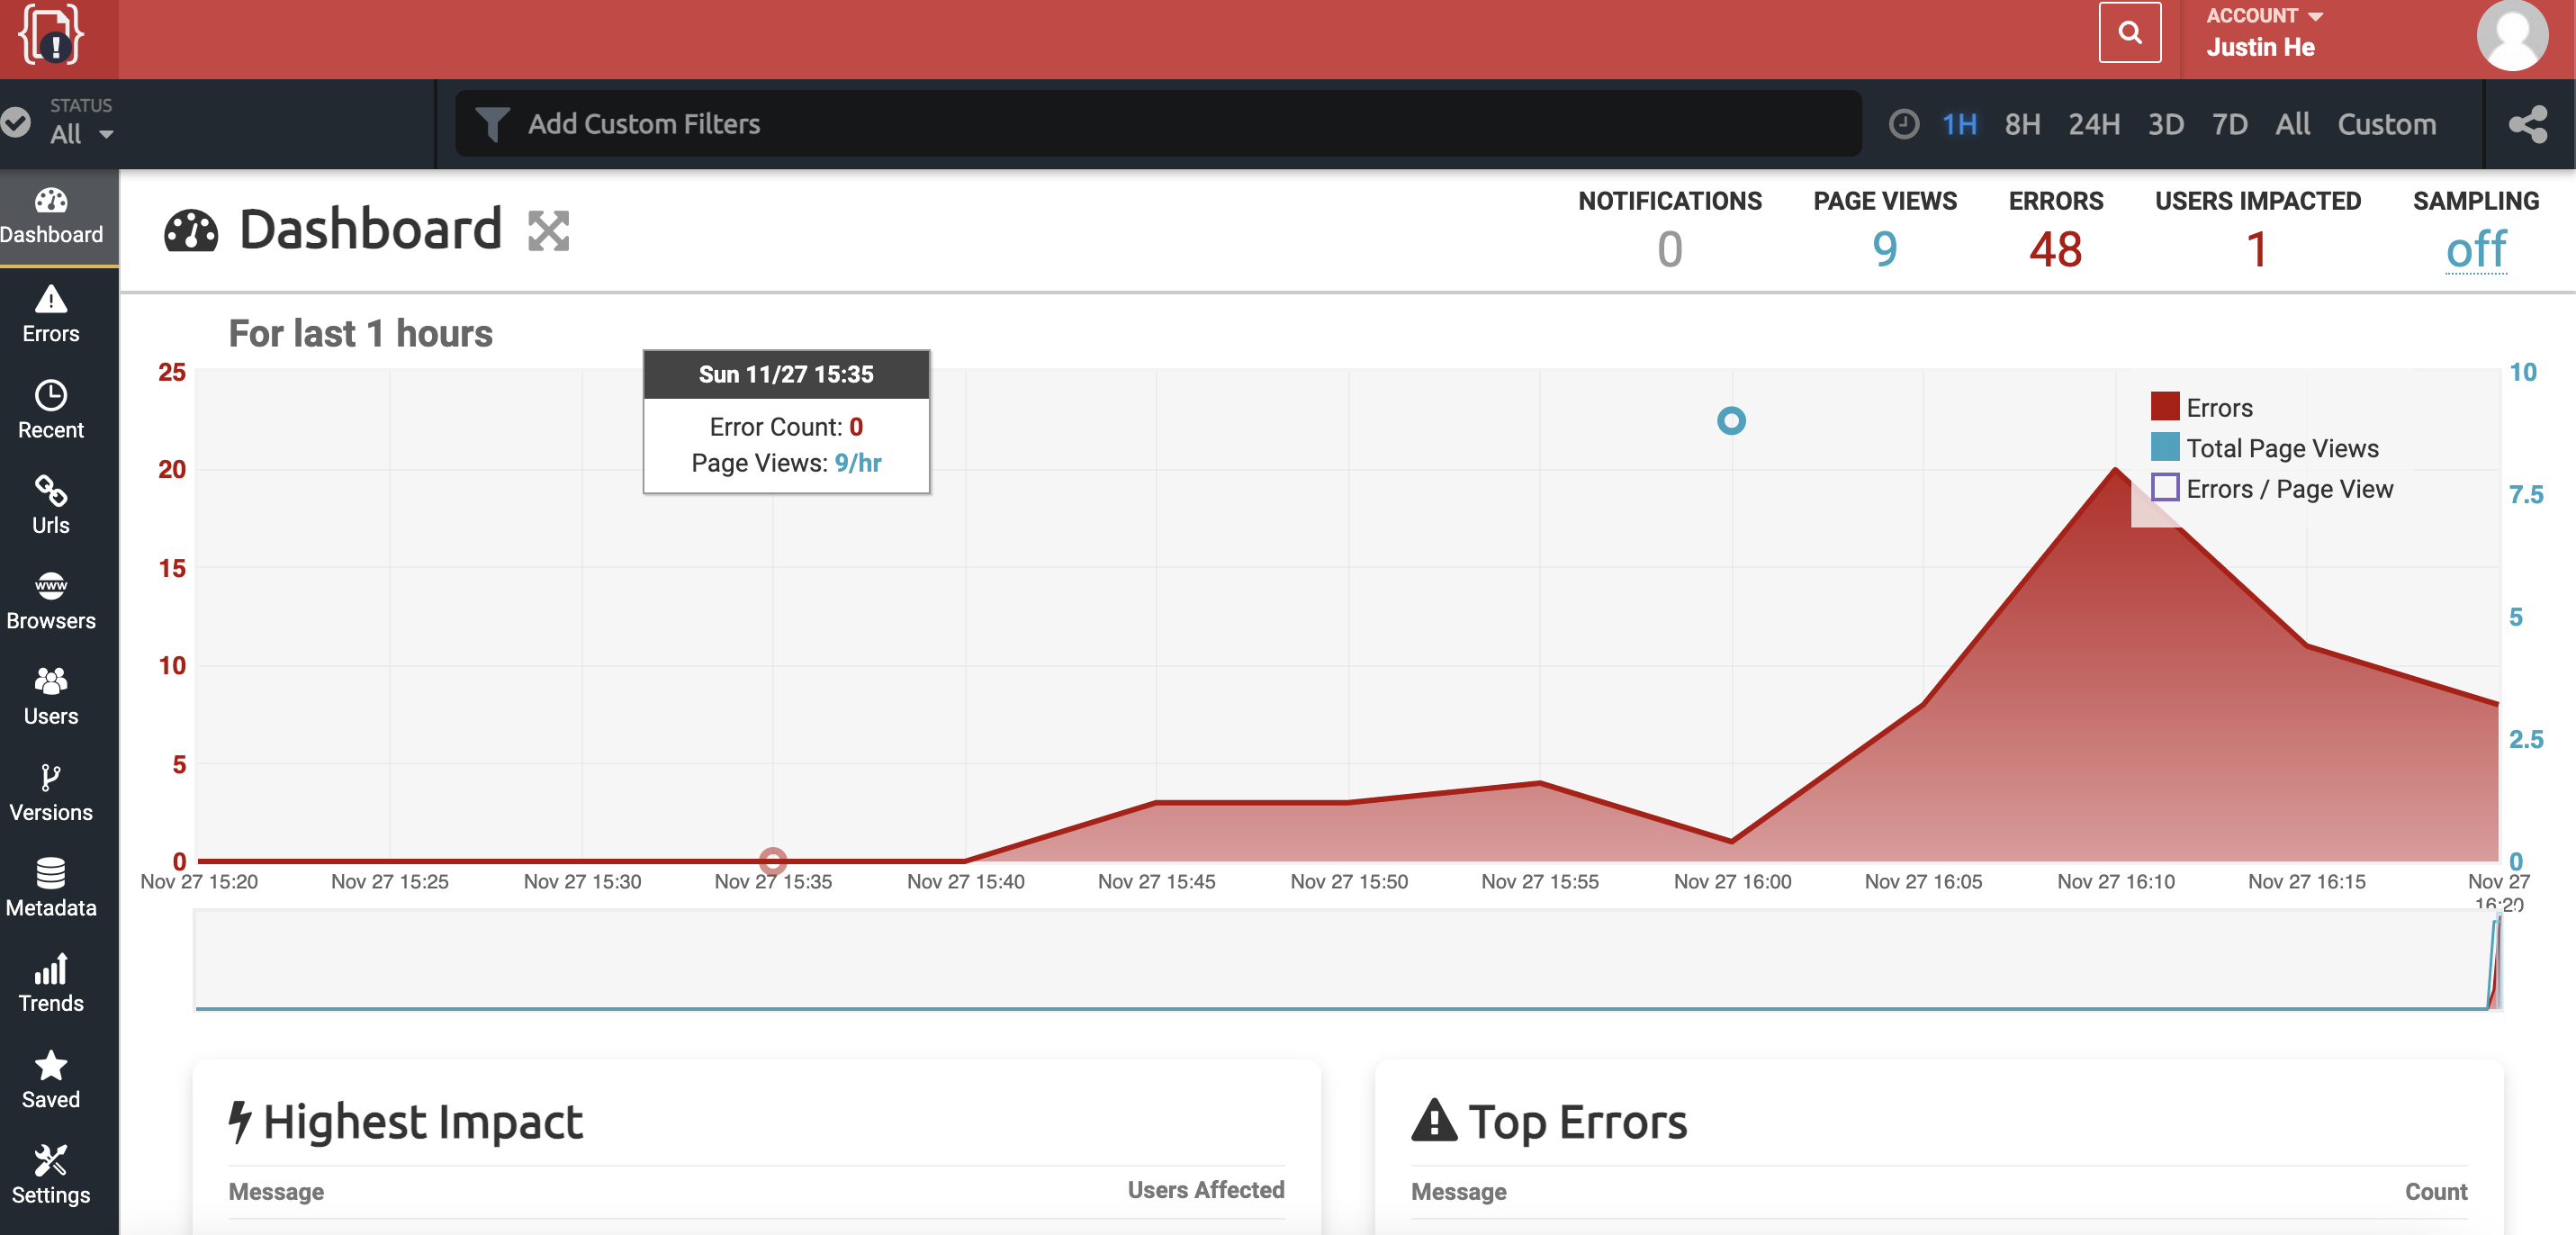 ACCOUNT
Justin He
STATUS
All
Add Custom Filters
1H 8H 24H 3D 7D All Custom
Dashboard
Errors
Recent
Urls
www
Browsers
Users
Versions
Metadata
Trends
Saved
Settings
Dashboard
NOTIFICATIONS
0
PAGE VIEWS
9
ERRORS
48
USERS IMPACTED
1
SAMPLING
off
For last 1 hours
Sun 11/27 15:35
Error Count: 0
Page Views: 9/hr
Errors
Total Page Views
Errors / Page View
25
20
15
10
5
0
10
7.5
5
2.5
0
Nov 27 15:20
Nov 27 15:25
Nov 27 15:30
Nov 27 15:35
Nov 27 15:40
Nov 27 15:45
Nov 27 15:50
Nov 27 15:55
Nov 27 16:00
Nov 27 16:05
Nov 27 16:10
Nov 27 16:15
Nov 27
16:20
Highest Impact
Message Users Affected
Top Errors
Message Count